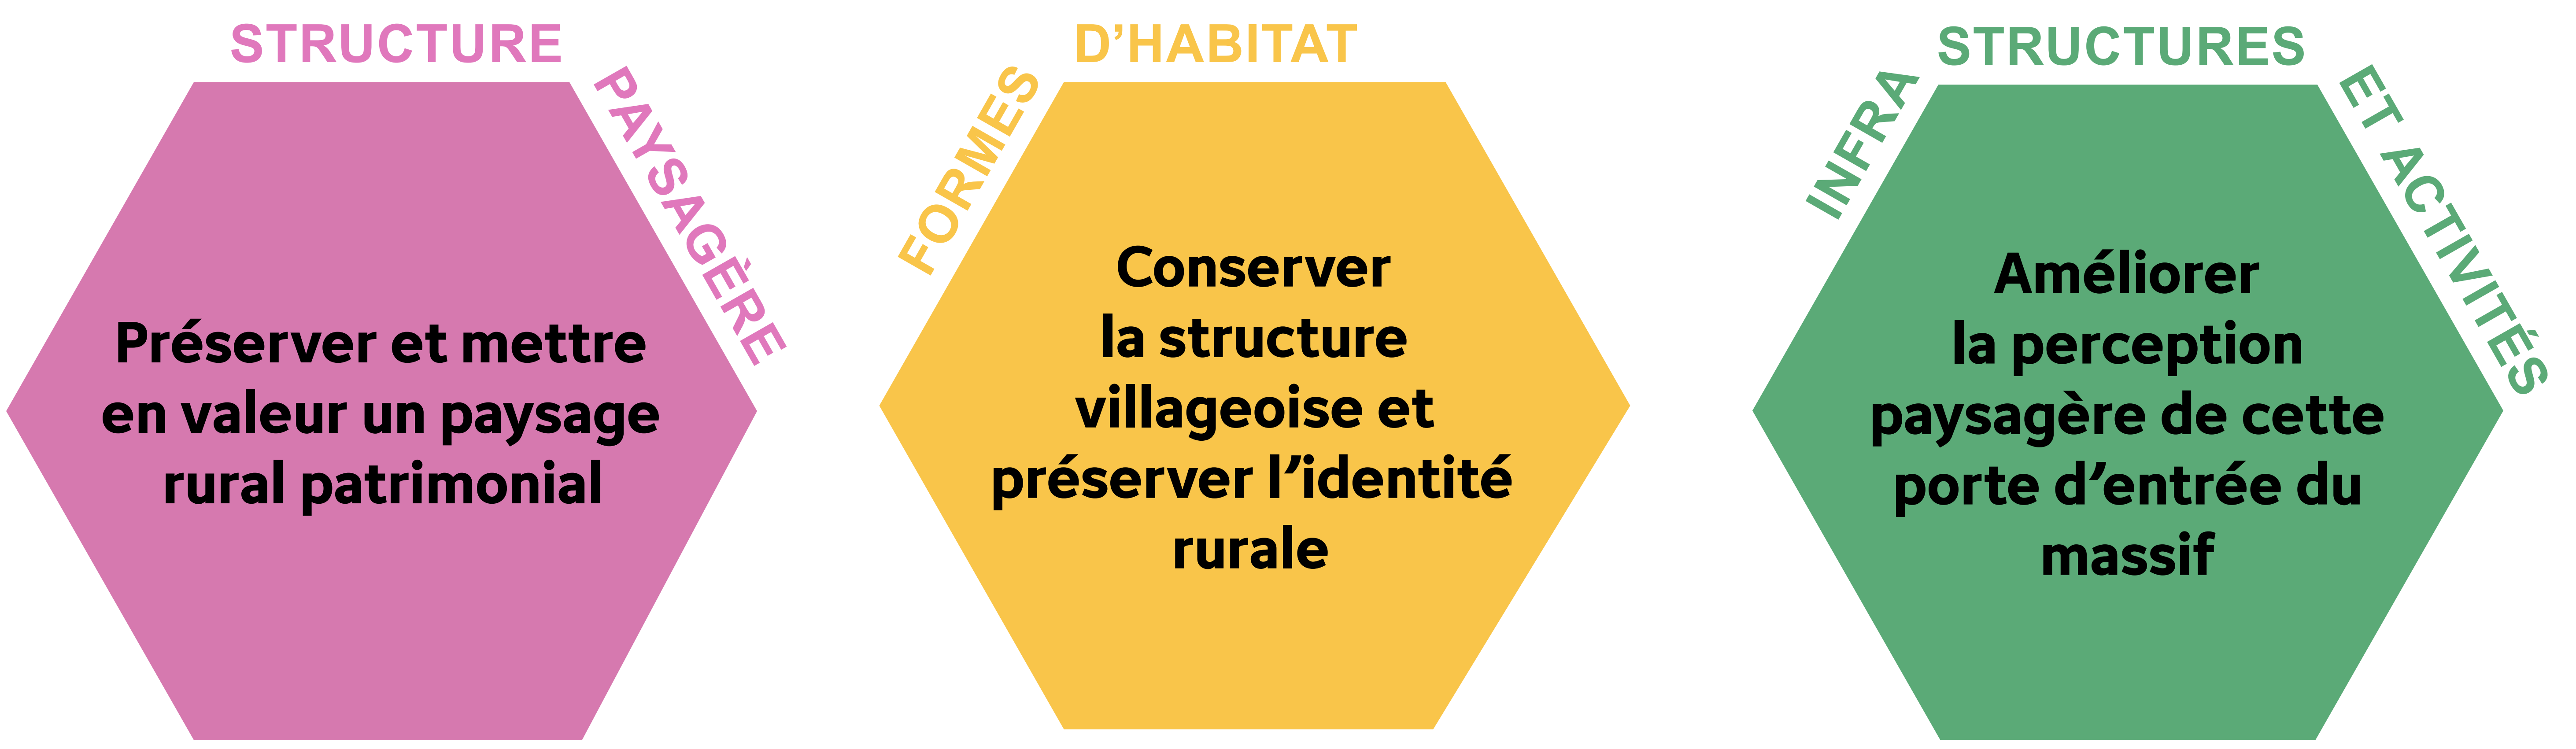 STRUCTURE
PAYSAGÈRE
Préserver et mettre
en valeur un paysage
rural patrimonial
FORMES
D’HABITAT
Conserver
la structure
villageoise et
préserver l’identité
rurale
INFRA
STRUCTURES
ET ACTIVITÉS
Améliorer
la perception
paysagère de cette
porte d’entrée du
massif